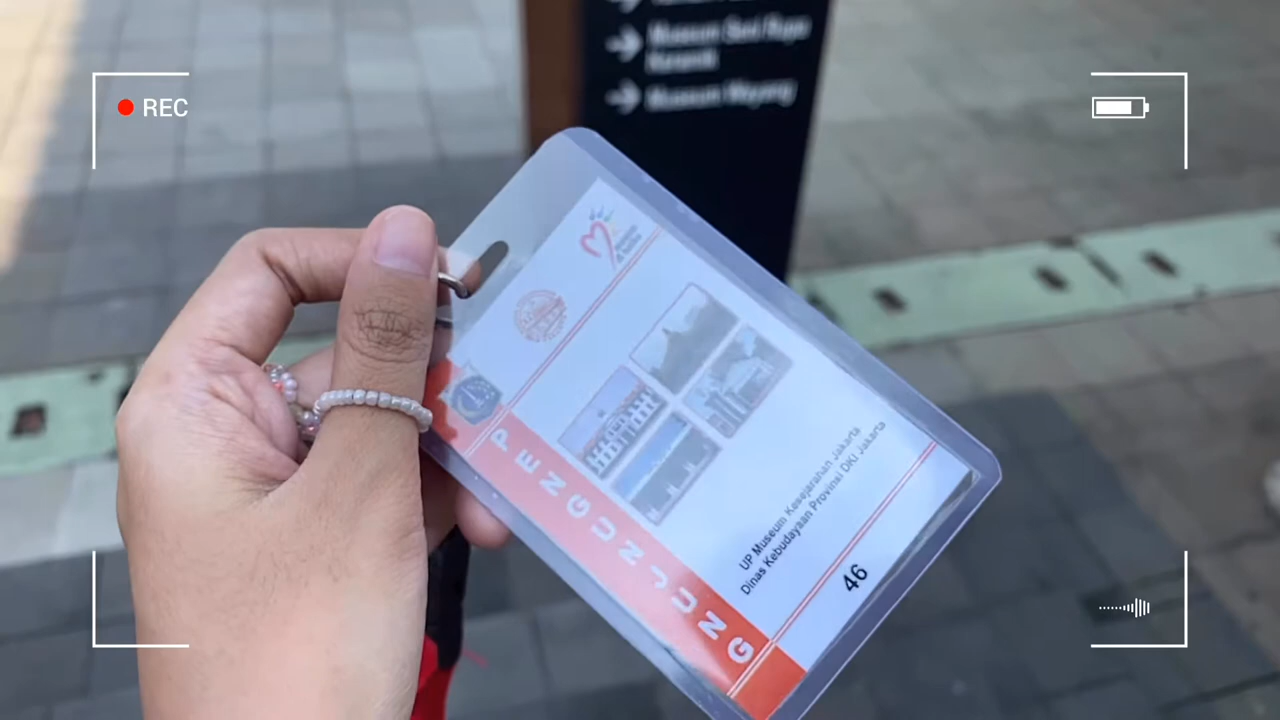 REC
Museum Seni Rupa
Keramik
Museum Wayang
PENGUNJUNG
UP Museum Kesejarahan Jakarta
Dinas Kebudayaan Provinsi DKI Jakarta
46